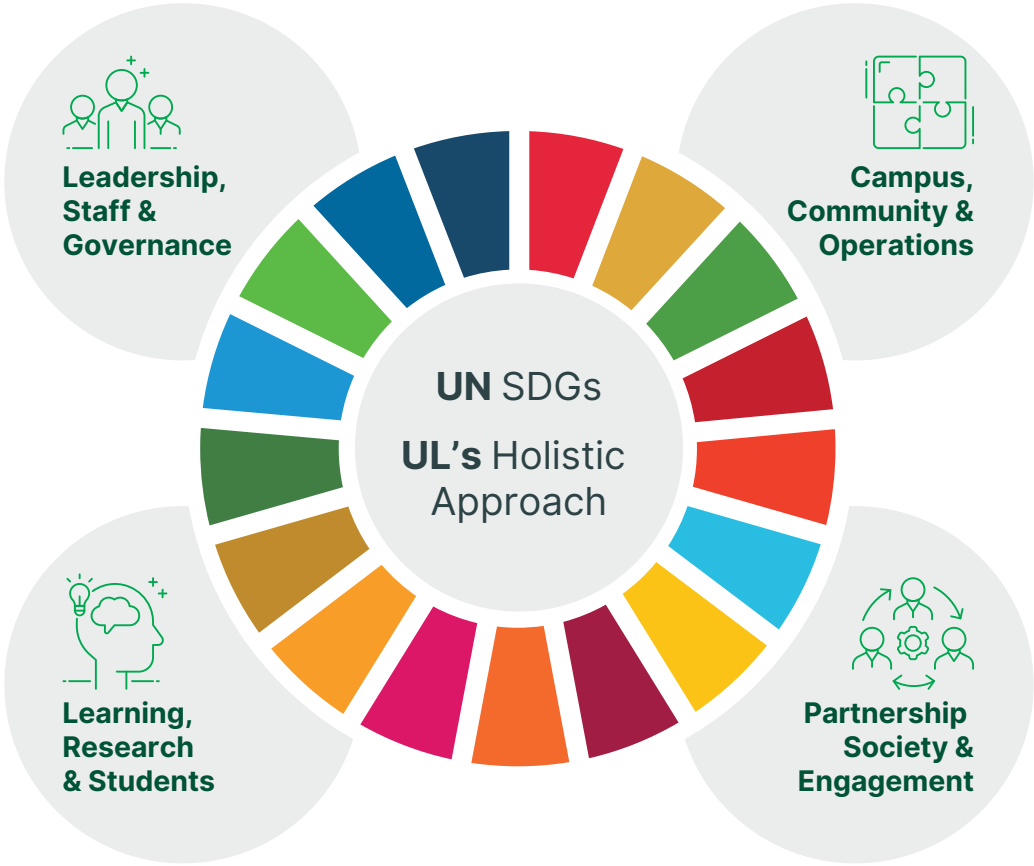 Leadership,
Staff &
Governance
Campus,
Community &
Operations
UN SDGs
UL’s Holistic
Approach
Learning,
Research
& Students
Partnership
Society &
Engagement